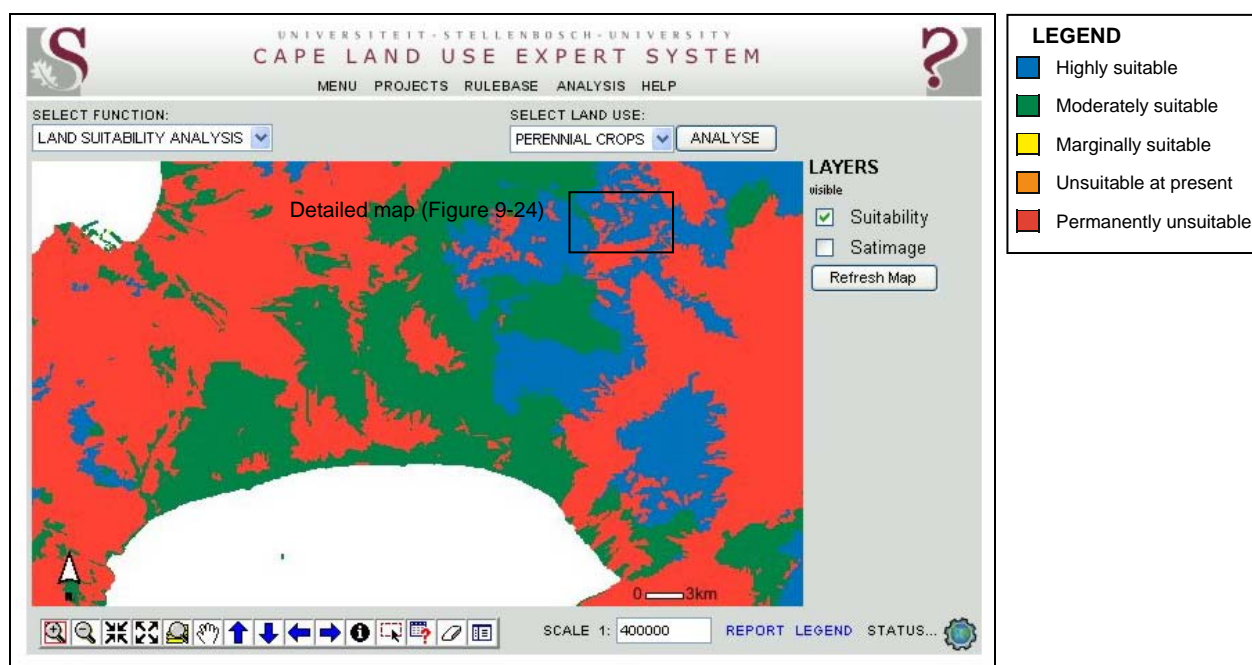 UNIVERSITEIT-STELLENBOSCH-UNIVERSITY
CAPE LAND USE EXPERT SYSTEM
MENU PROJECTS RULEBASE ANALYSIS HELP
SELECT FUNCTION:
LAND SUITABILITY ANALYSIS
SELECT LAND USE:
PERENNIAL CROPS
ANALYSE
Detailed map (Figure 9-24)
0 3km
LAYERS
visible
Suitability
Satimage
Refresh Map
SCALE 1: 400000 REPORT LEGEND STATUS...
LEGEND
Highly suitable
Moderately suitable
Marginally suitable
Unsuitable at present
Permanently unsuitable